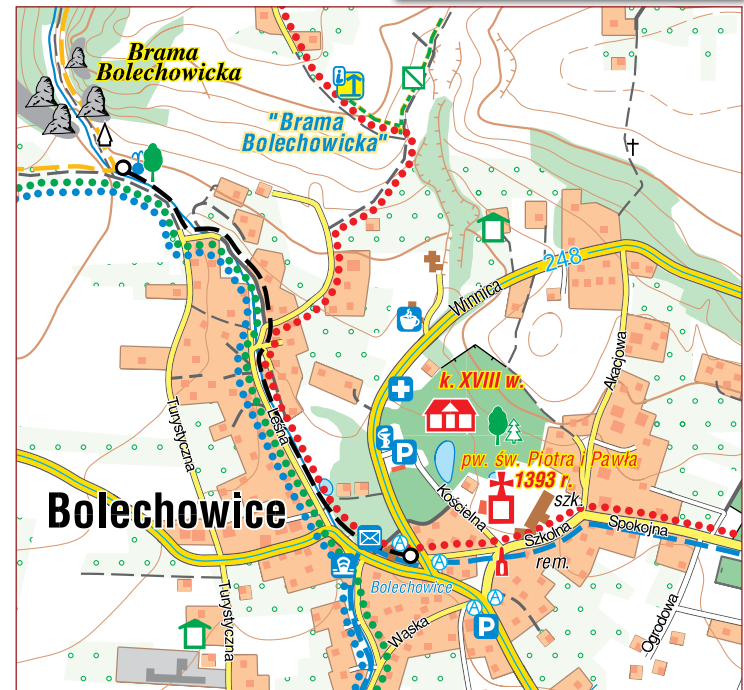 Brama
Bolechowicka
i
"Brama
Bolechowicka"
248
Winnica
k. XVIII w.
Akacjowa
Turystyczna
Leśna
P
pw. św. Piotra i Pawła
1393 r.
szk.
Kościelna
Bolechowice
Szkolna
Spokojna
A
A
rem.
Bolechowice
A
A
P
Wąska
Turystyczna
Ogrodowa